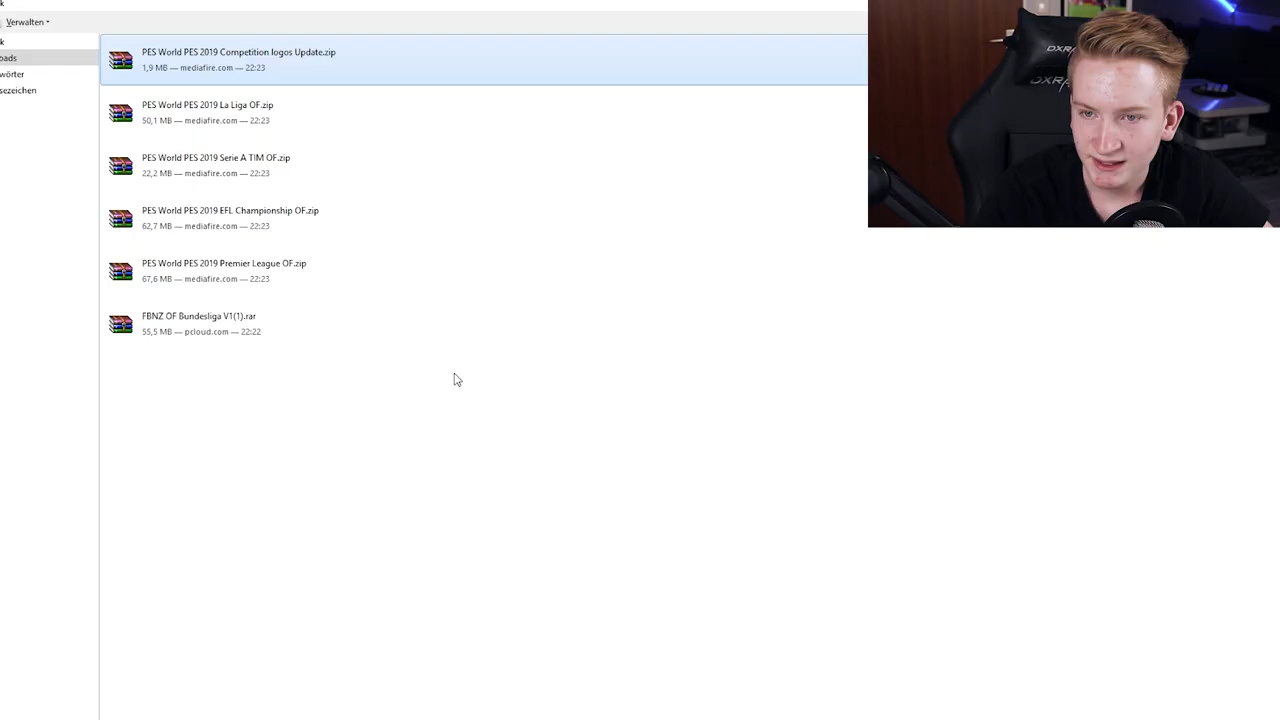 k
Verwalten
k
oads
wörter
sezeichen
PES World PES 2019 Competition logos Update.zip
1,9 MB — mediafire.com — 22:23
PES World PES 2019 La Liga OF.zip
50,1 MB — mediafire.com — 22:23
PES World PES 2019 Serie A TIM OF.zip
22,2 MB — mediafire.com — 22:23
PES World PES 2019 EFL Championship OF.zip
62,7 MB — mediafire.com — 22:23
PES World PES 2019 Premier League OF.zip
67,6 MB — mediafire.com — 22:23
FBNZ OF Bundesliga V1(1).rar
55,5 MB — pcloud.com — 22:22
DXRA
DXRA